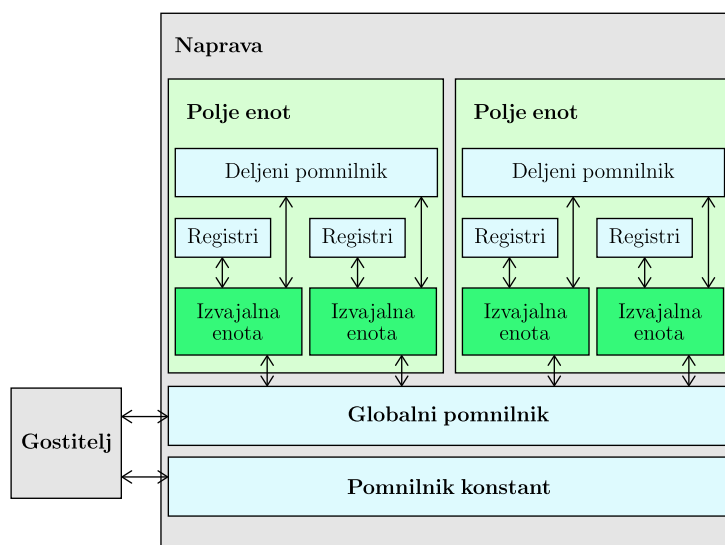 Naprava
Polje enot
Polje enot
Deljeni pomnilnik
Deljeni pomnilnik
Registri
Registri
Registri
Registri
Izvajalna
enota
Izvajalna
enota
Izvajalna
enota
Izvajalna
enota
Globalni pomnilnik
Gostitelj
Pomnilnik konstant